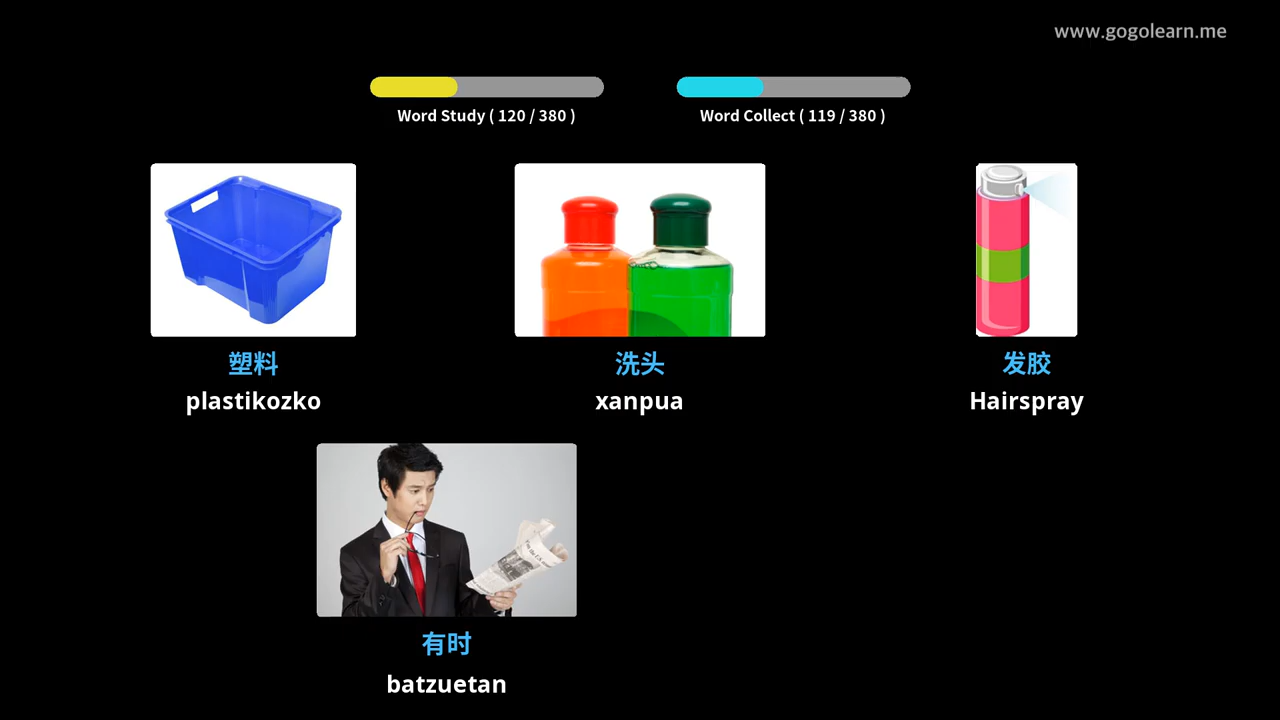 www.gogolearn.me
Word Study ( 120 / 380 )
Word Collect ( 119 / 380 )
塑料
plastikozko
洗头
xanpua
发胶
Hairspray
有时
batzuetan